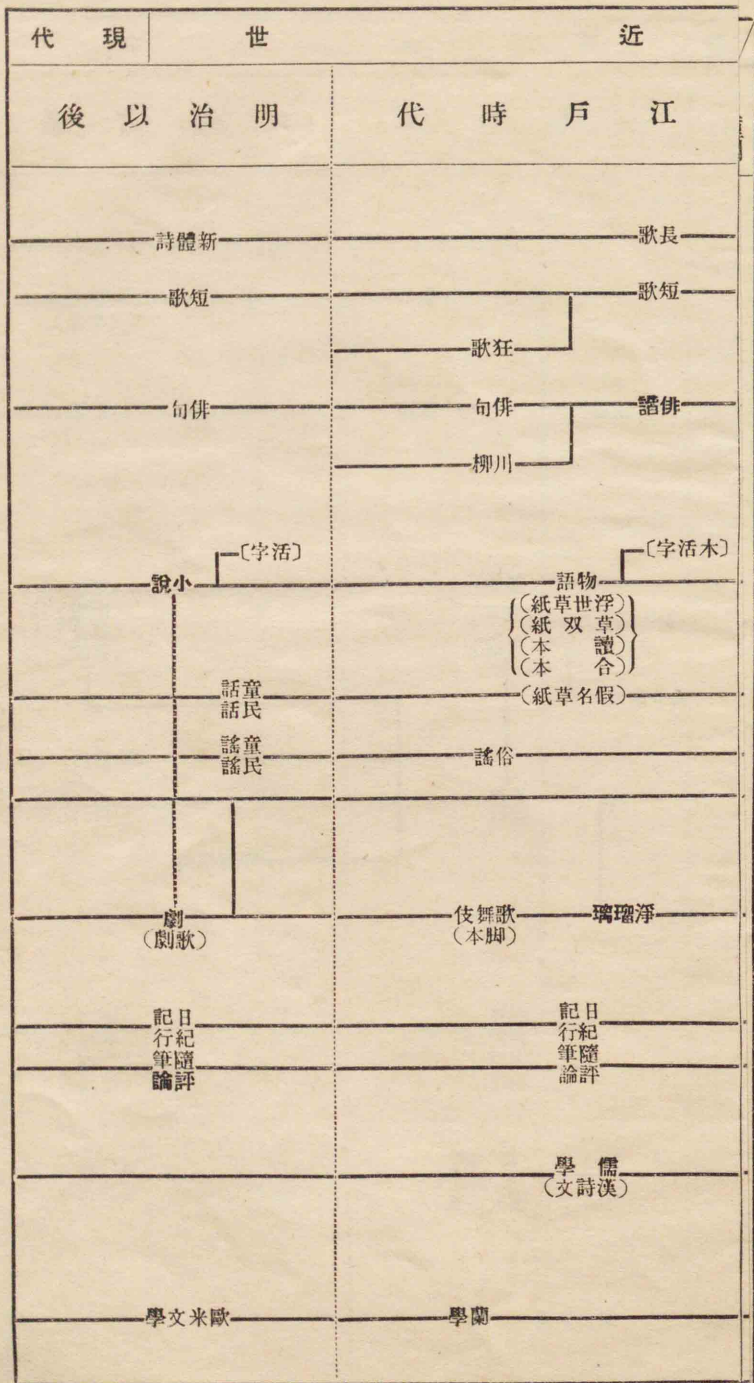 近世
現代
江戶時代
明治以後
長歌
新體詩
短歌
短歌
狂歌
俳諧
俳句
俳句
川柳
〔木活字〕
〔活字〕
物語
小說
(浮世草紙)
(草双紙)
(讀本)
(合本)
(假名草紙)
童話
民話
俗謠
童謠
民謠
淨瑠璃
歌舞伎
(脚本)
劇
(歌劇)
日記
紀行
隨筆
評論
日記
紀行
隨筆
評論
儒學
(漢詩文)
蘭學
歐米文學